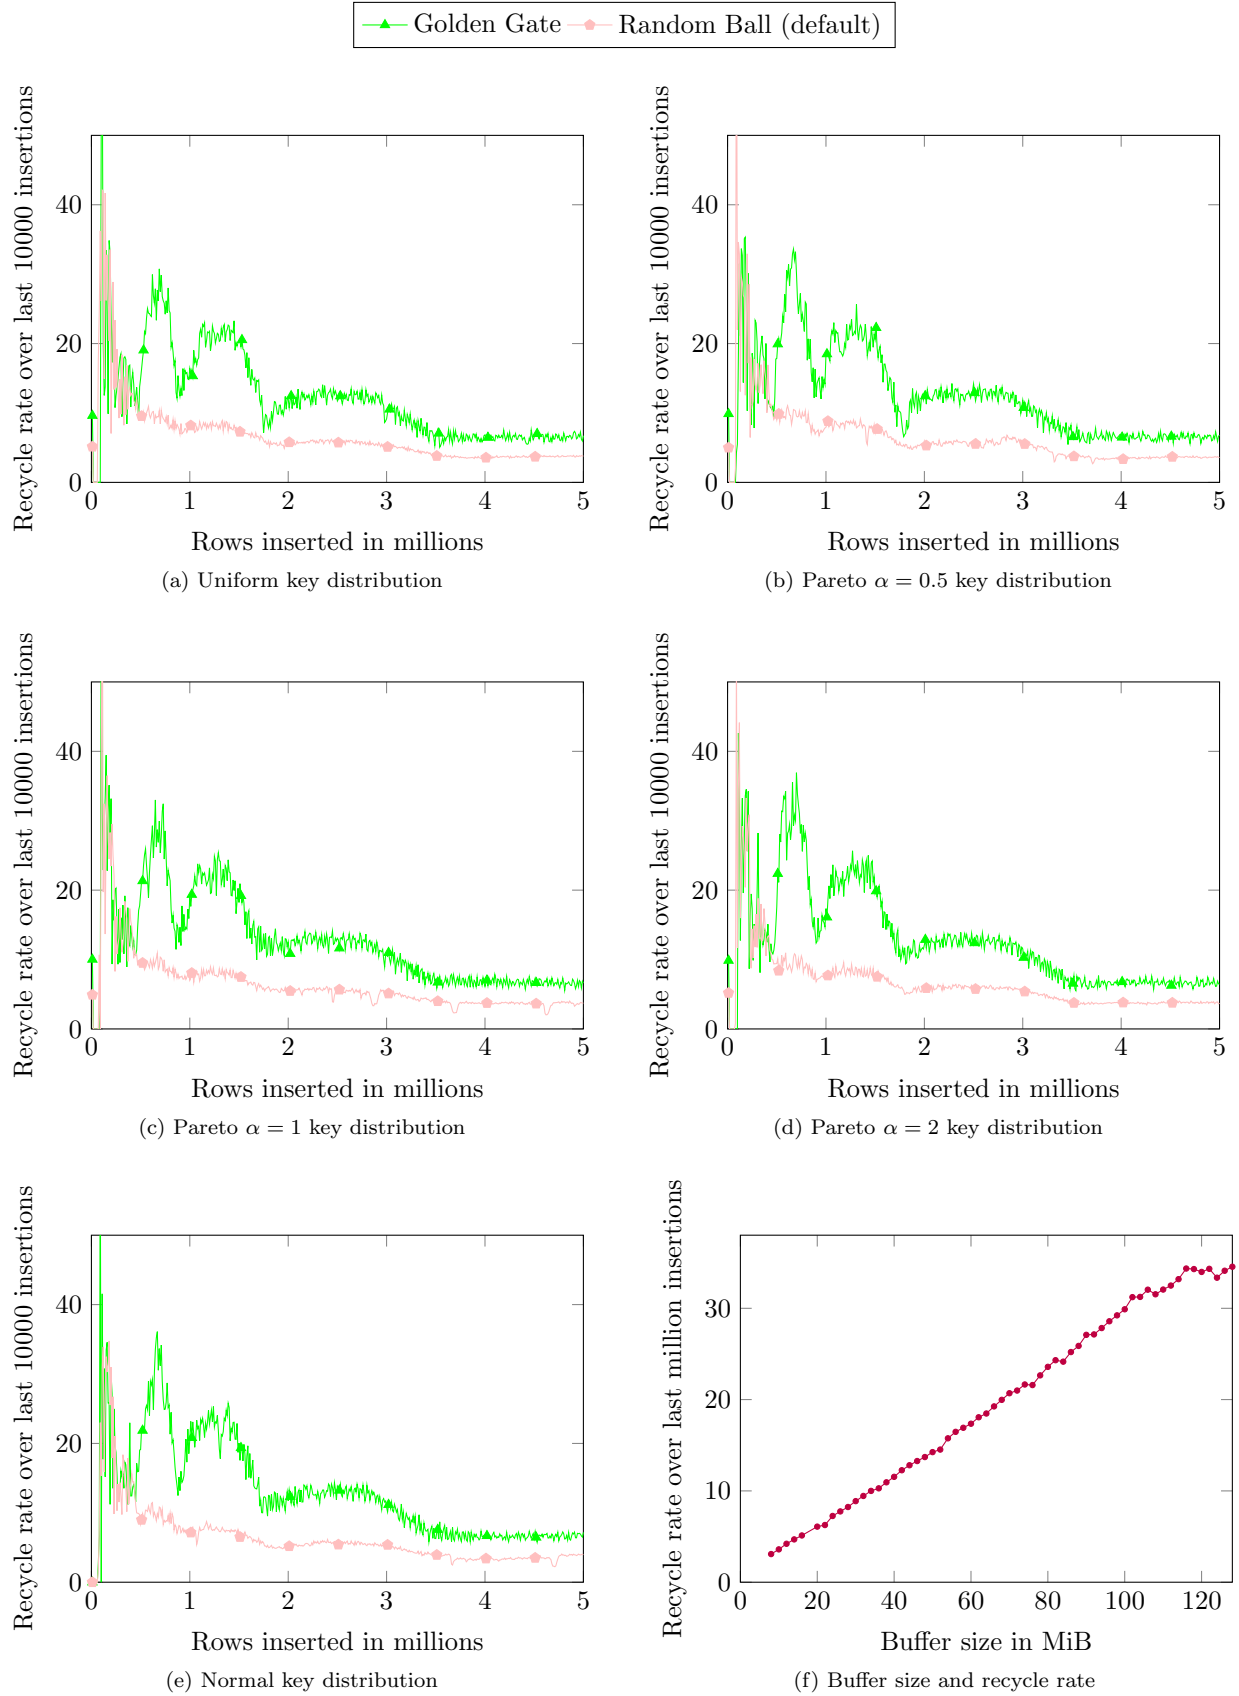 Golden Gate Random Ball (default)
Recycle rate over last 10000 insertions
40
20
0
0 1 2 3 4 5
Rows inserted in millions
(a) Uniform key distribution
Recycle rate over last 10000 insertions
40
20
0
0 1 2 3 4 5
Rows inserted in millions
(b) Pareto α = 0.5 key distribution
Recycle rate over last 10000 insertions
40
20
0
0 1 2 3 4 5
Rows inserted in millions
(c) Pareto α = 1 key distribution
Recycle rate over last 10000 insertions
40
20
0
0 1 2 3 4 5
Rows inserted in millions
(d) Pareto α = 2 key distribution
Recycle rate over last 10000 insertions
40
20
0
0 1 2 3 4 5
Rows inserted in millions
(e) Normal key distribution
Recycle rate over last million insertions
30
20
10
0
0 20 40 60 80 100 120
Buffer size in MiB
(f) Buffer size and recycle rate